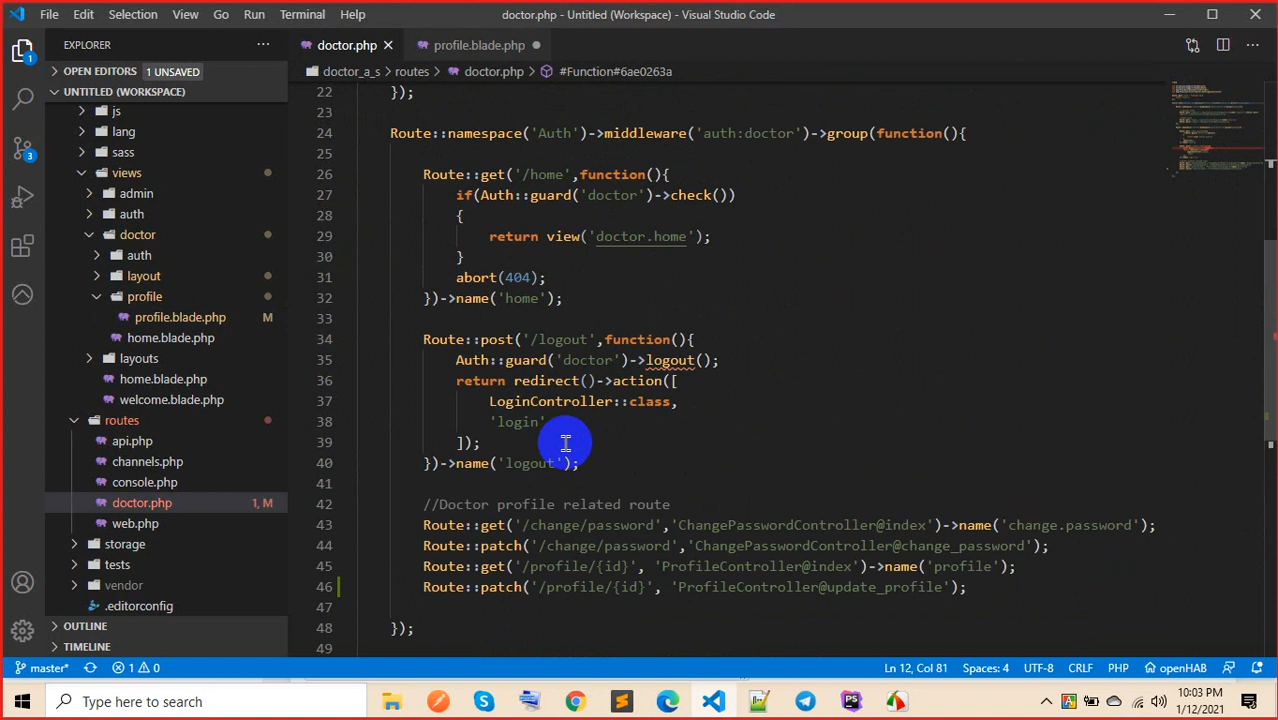 File Edit Selection View Go Run Terminal Help
doctor.php - Untitled (Workspace) - Visual Studio Code
EXPLORER
OPEN EDITORS 1 UNSAVED
UNTITLED (WORKSPACE)
js
lang
sass
views
admin
auth
doctor
auth
layout
profile
profile.blade.php M
home.blade.php
layouts
home.blade.php
welcome.blade.php
routes
api.php
channels.php
console.php
doctor.php 1, M
web.php
storage
tests
vendor
.editorconfig
OUTLINE
TIMELINE
1
3
doctor.php
profile.blade.php
doctor_a_s > routes > doctor.php > #Function#6ae0263a
22 });
23
24 Route::namespace('Auth')->middleware('auth:doctor')->group(function(){
25
26 Route::get('/home',function(){
27 if(Auth::guard('doctor')->check())
28 {
29 return view('doctor.home');
30 }
31 abort(404);
32 })->name('home');
33
34 Route::post('/logout',function(){
35 Auth::guard('doctor')->logout();
36 return redirect()->action([
37 LoginController::class,
38 'login'
39 ]);
40 })->name('logout');
41
42 //Doctor profile related route
43 Route::get('/change/password','ChangePasswordController@index')->name('change.password');
44 Route::patch('/change/password','ChangePasswordController@change_password');
45 Route::get('/profile/{id}', 'ProfileController@index')->name('profile');
46 Route::patch('/profile/{id}', 'ProfileController@update_profile');
47
48 });
49
master* 1 0 Ln 12, Col 81 Spaces: 4 UTF-8 CRLF PHP openHAB
Type here to search
PS
10:03 PM
1/12/2021